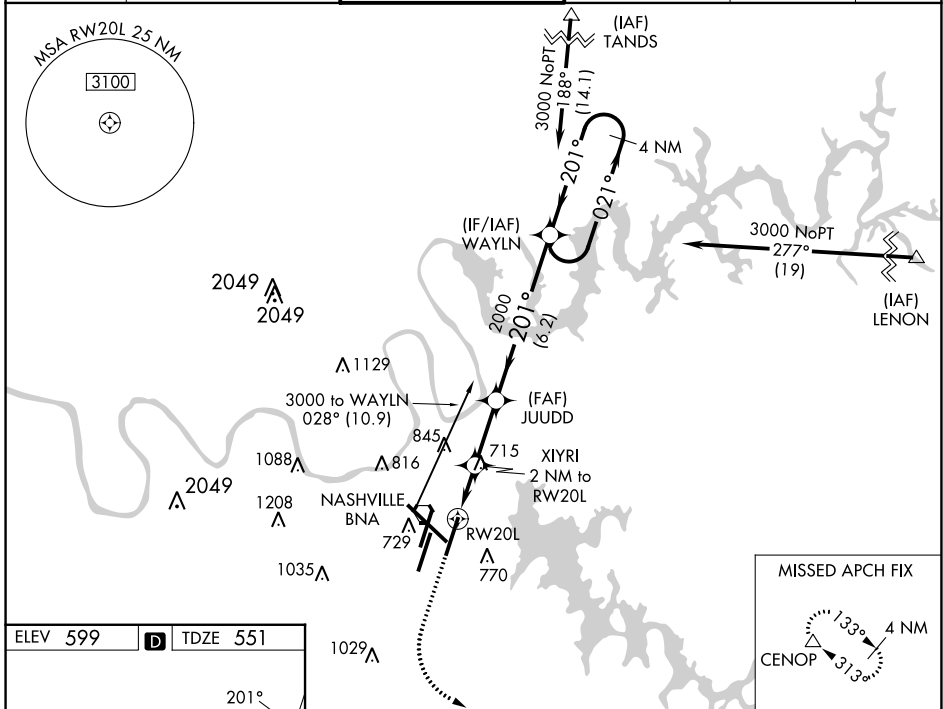 MSA RW20L 25 NM
3100
(IAF)
TANDS
3000 NoPT
188°
(14.1)
4 NM
201°
021°
(IF/IAF)
WAYLN
3000 NoPT
277°
(19)
(IAF)
LENON
2049
2049
2000
201°
(6.2)
1129
3000 to WAYLN
028° (10.9)
(FAF)
JUUDD
845
715
XIYRI
2 NM to
RW20L
1088
816
2049
1208
NASHVILLE
BNA
729
RW20L
770
1035
1029
MISSED APCH FIX
133°
4 NM
CENOP
313°
ELEV 599
D
TDZE 551
201°